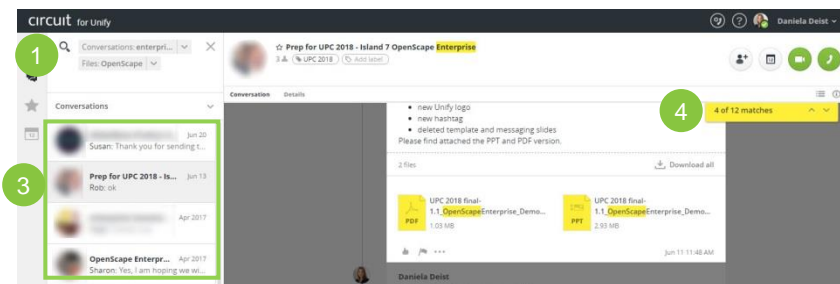 circuit for Unify
Daniela Deist
1
Conversations: enterpri...
Files: OpenScape
Prep for UPC 2018 - Island 7 OpenScape Enterprise
3
UPC 2018
Add label
Conversation Details
Conversations
4
4 of 12 matches
• new Unify logo
• new hashtag
• deleted template and messaging slides
Please find attached the PPT and PDF version.
12
Jun 20
Susan: Thank you for sending t...
3
Prep for UPC 2018 - Is... Jun 13
Rob: ok
Apr 2017
OpenScape Enterpr... Apr 2017
Sharon: Yes, I am hoping we wi...
2 files
Download all
PDF
UPC 2018 final-
1.1_OpenScapeEnterprise_Demo...
1.03 MB
PPT
UPC 2018 final-
1.1_OpenScapeEnterprise_Demo...
2.93 MB
Jun 11 11:48 AM
Daniela Deist